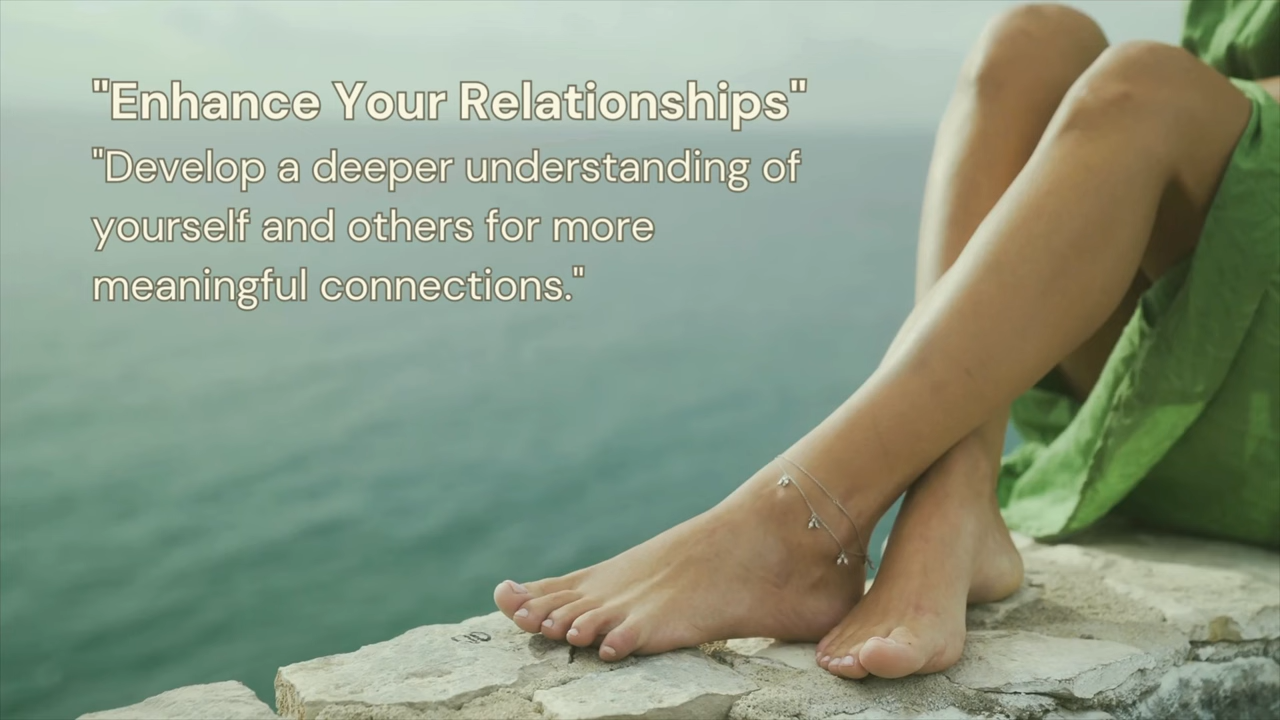 "Enhance Your Relationships"
"Develop a deeper understanding of
yourself and others for more
meaningful connections."